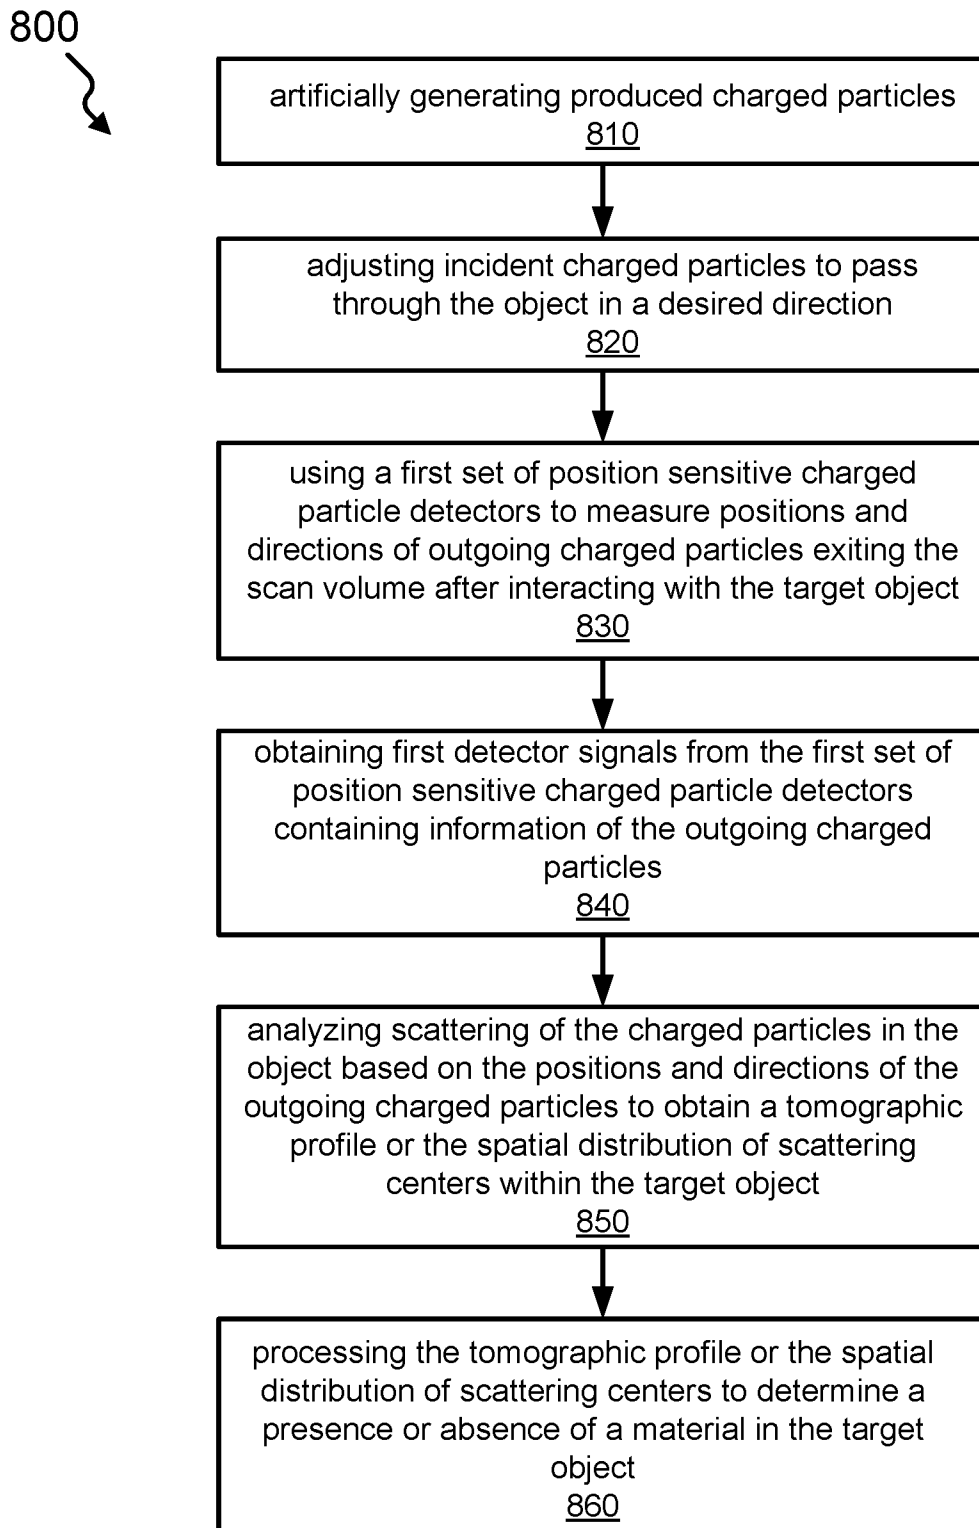 800
artificially generating produced charged particles
810
adjusting incident charged particles to pass
through the object in a desired direction
820
using a first set of position sensitive charged
particle detectors to measure positions and
directions of outgoing charged particles exiting the
scan volume after interacting with the target object
830
obtaining first detector signals from the first set of
position sensitive charged particle detectors
containing information of the outgoing charged
particles
840
analyzing scattering of the charged particles in the
object based on the positions and directions of the
outgoing charged particles to obtain a tomographic
profile or the spatial distribution of scattering
centers within the target object
850
processing the tomographic profile or the spatial
distribution of scattering centers to determine a
presence or absence of a material in the target
object
860